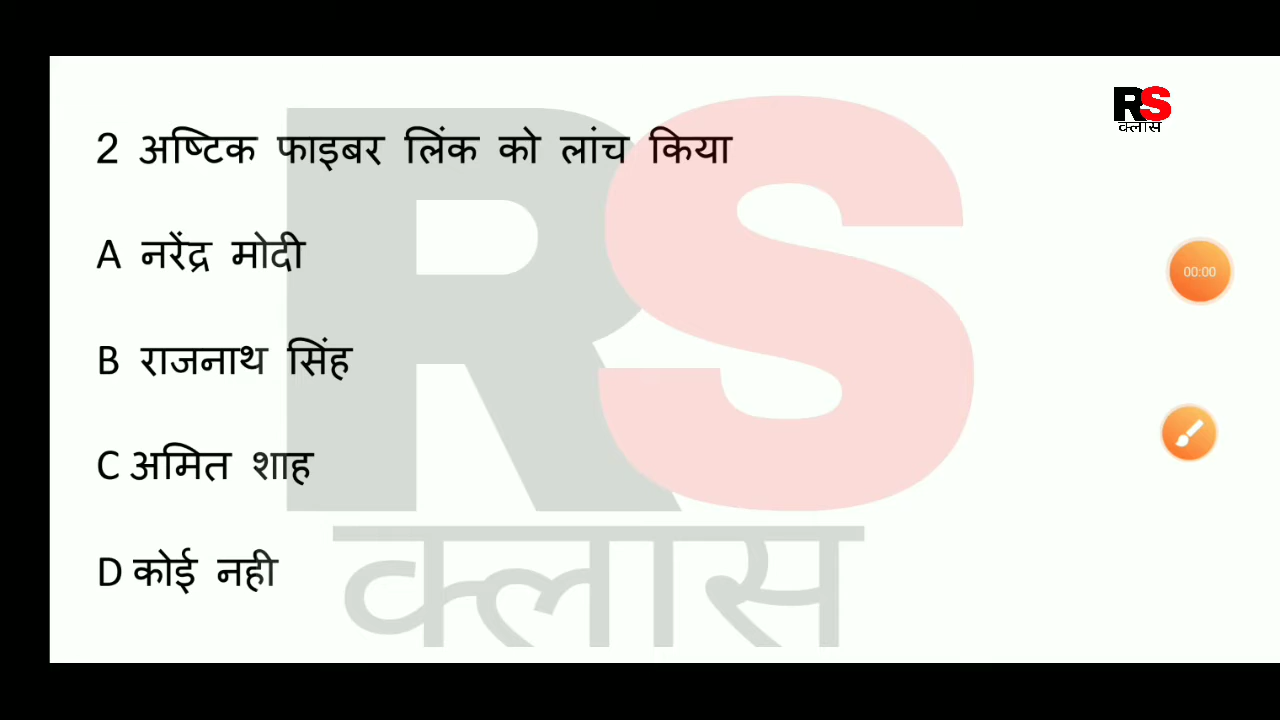 RS
क्लास
2 अष्टिक फाइबर लिंक को लांच किया
A नरेंद्र मोदी
00:00
B राजनाथ सिंह
C अमित शाह
D कोई नही
RS
क्लास